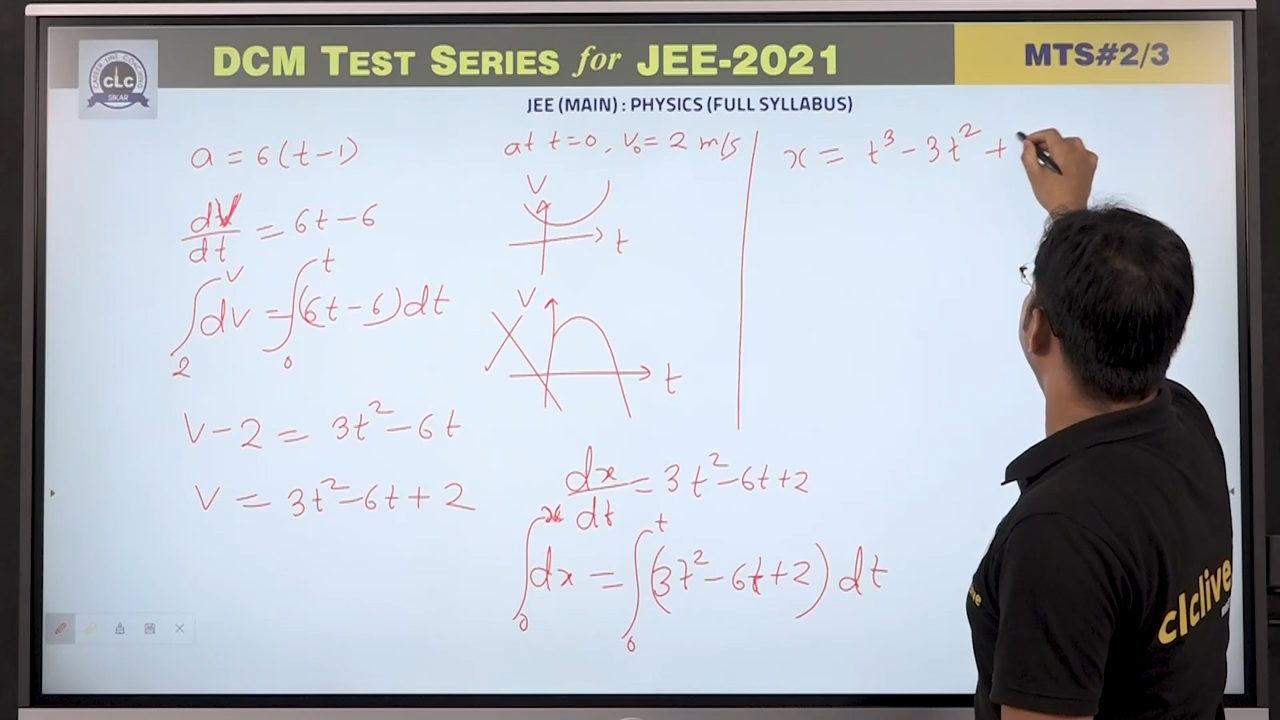 DCM TEST SERIES for JEE-2021
MTS#2/3
CLC
SIKAR
JEE (MAIN) : PHYSICS (FULL SYLLABUS)
a = 6(t-1)
dV/dt = 6t-6
∫₂ᵛ dv = ∫₀ᵗ (6t-6)dt
V-2 = 3t²-6t
V = 3t²-6t+2
at t=0, V₀= 2 m/s
V
t
V
t
dx/dt = 3t²-6t+2
∫₀ˣ dx = ∫₀ᵗ (3t²-6t+2) dt
x = t³-3t²+
clclive